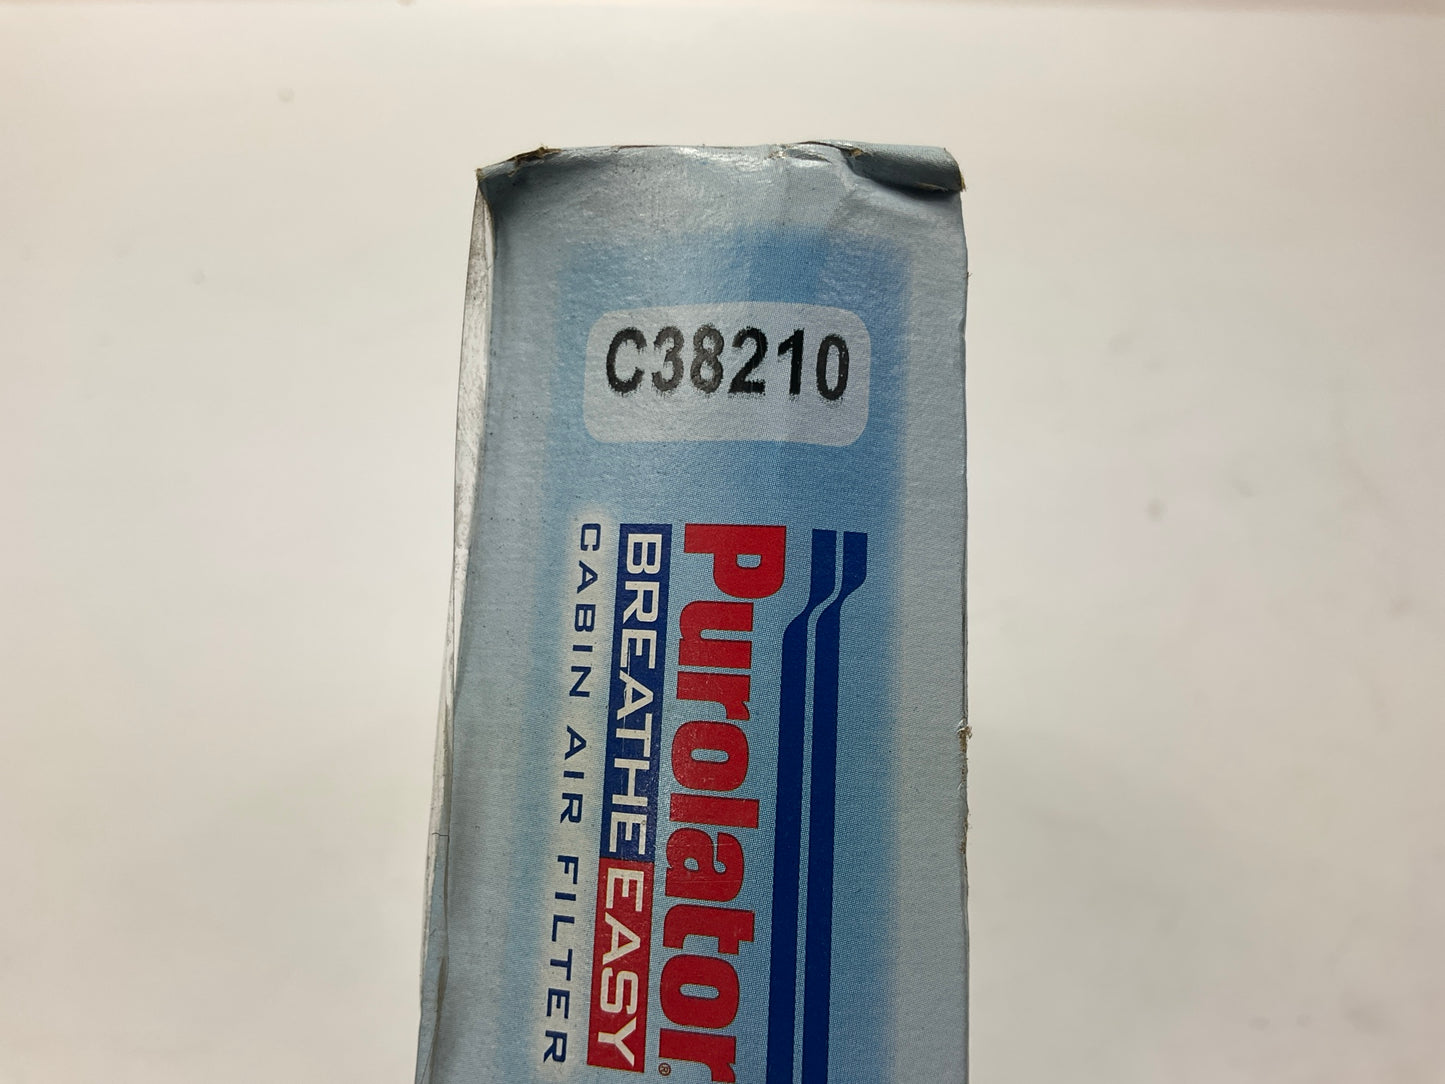 C38210
Purolator®
BREATHE EASY
CABIN AIR FILTER